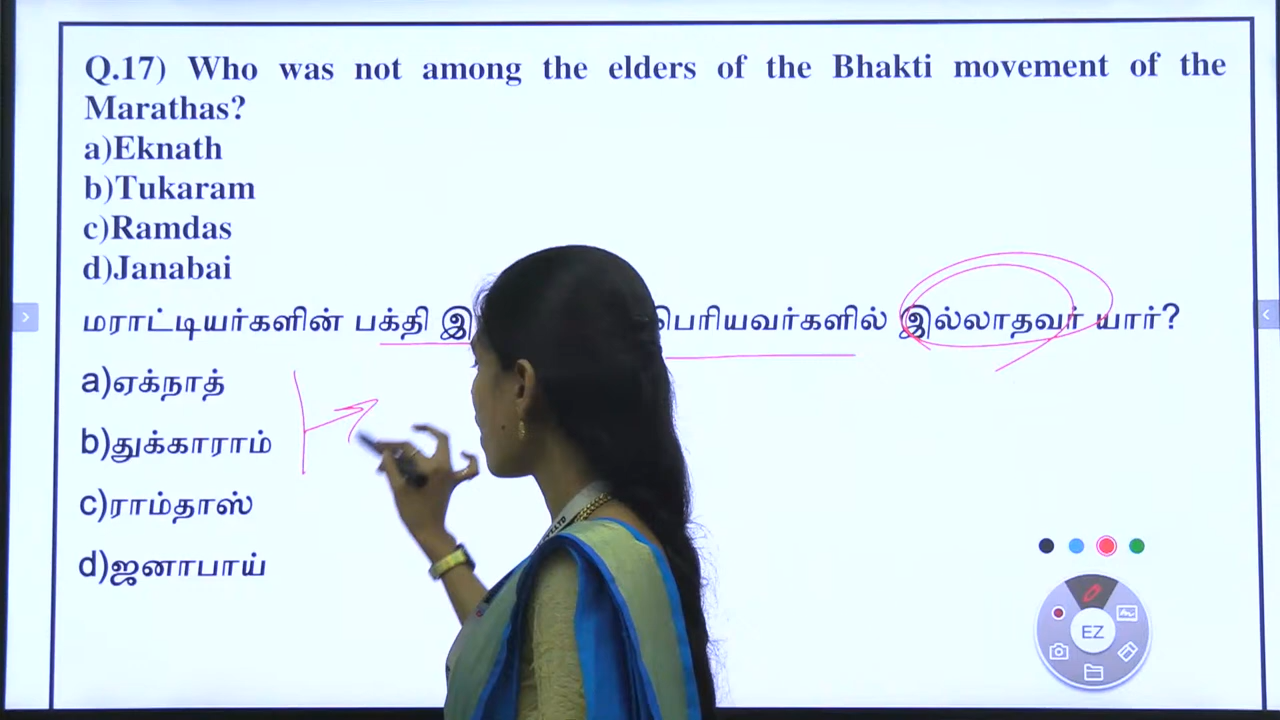 Q.17) Who was not among the elders of the Bhakti movement of the
Marathas?
a)Eknath
b)Tukaram
c)Ramdas
d)Janabai
மராட்டியர்களின் பக்தி பெரியவர்களில் இல்லாதவர் யார்?
a)ஏக்நாத்
b)துக்காராம்
c)ராம்தாஸ்
d)ஜனாபாய்
EZ